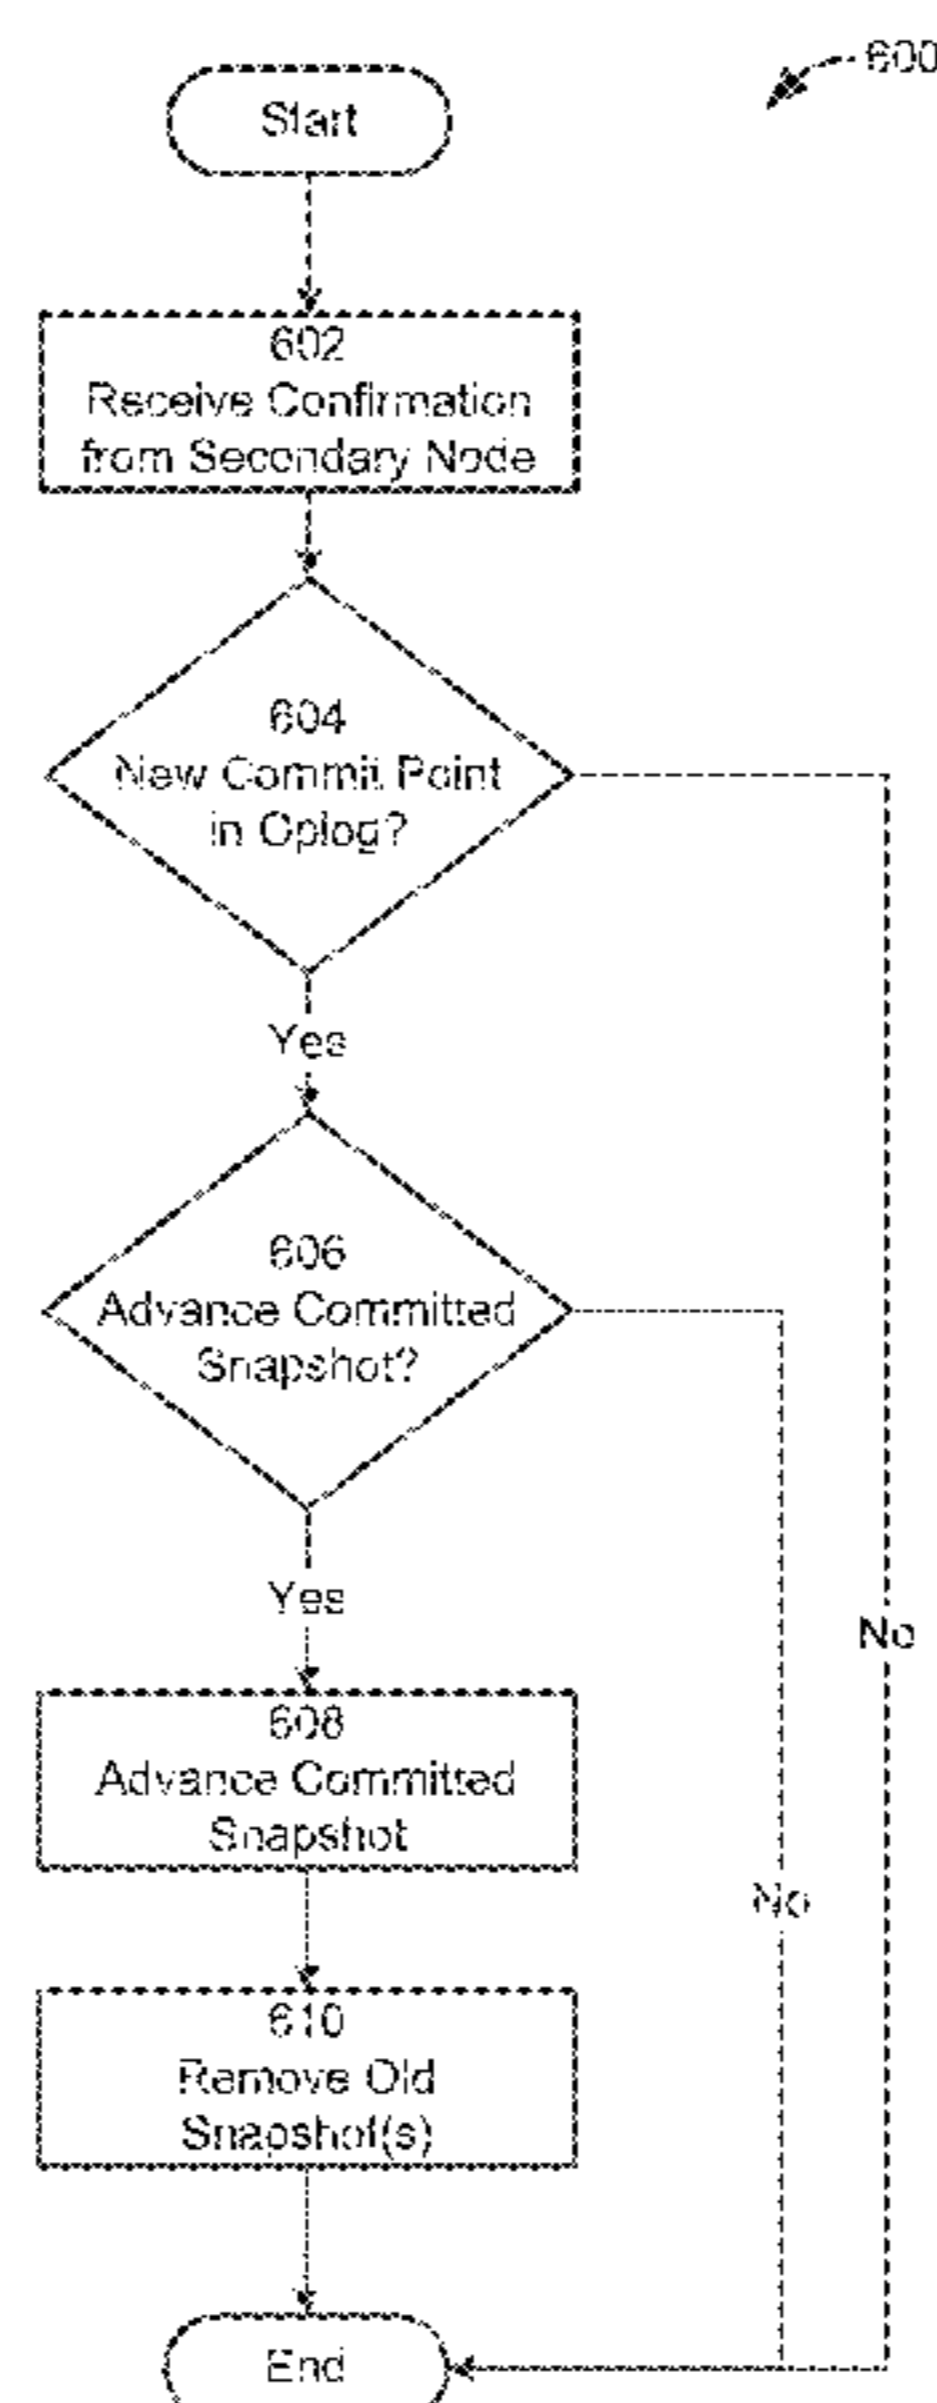 600
Start
602
Receive Confirmation
from Secondary Node
604
New Commit Point
in Oplog?
Yes
606
Advance Committed
Snapshot?
Yes
No
608
Advance Committed
Snapshot
No
610
Remove Old
Snapshot(s)
End